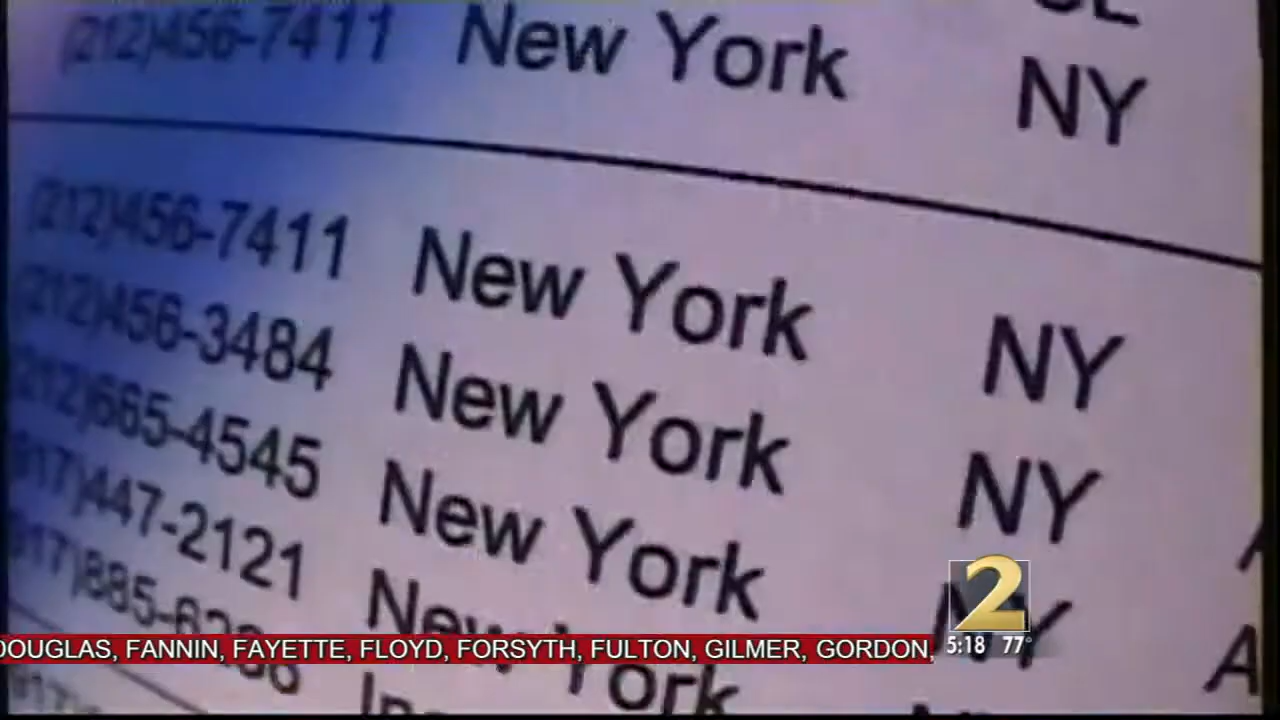 (212)456-7411 New York NY
(212)456-7411 New York NY
(212)456-3484 New York NY
(212)665-4545 New York NY
(917)447-2121 New York
DOUGLAS, FANNIN, FAYETTE, FLOYD, FORSYTH, FULTON, GILMER, GORDON,
2
5:18 77°